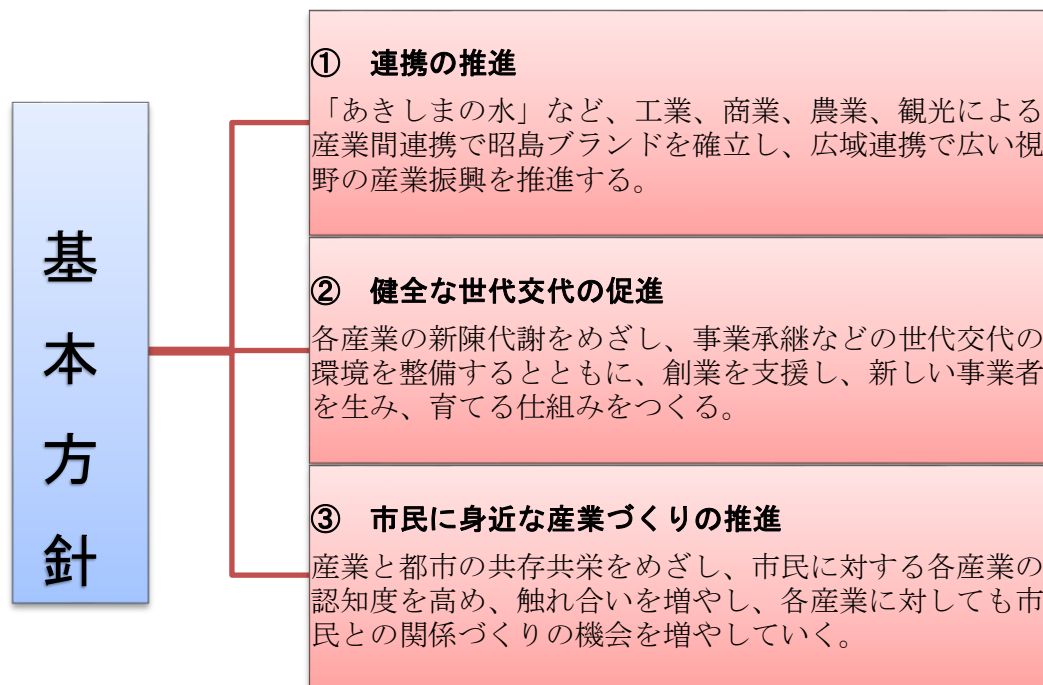 基本方針
① 連携の推進
「あきしまの水」など、工業、商業、農業、観光による
産業間連携で昭島ブランドを確立し、広域連携で広い視
野の産業振興を推進する。
② 健全な世代交代の促進
各産業の新陳代謝をめざし、事業承継などの世代交代の
環境を整備するとともに、創業を支援し、新しい事業者
を生み、育てる仕組みをつくる。
③ 市民に身近な産業づくりの推進
産業と都市の共存共栄をめざし、市民に対する各産業の
認知度を高め、触れ合いを増やし、各産業に対しても市
民との関係づくりの機会を増やしていく。